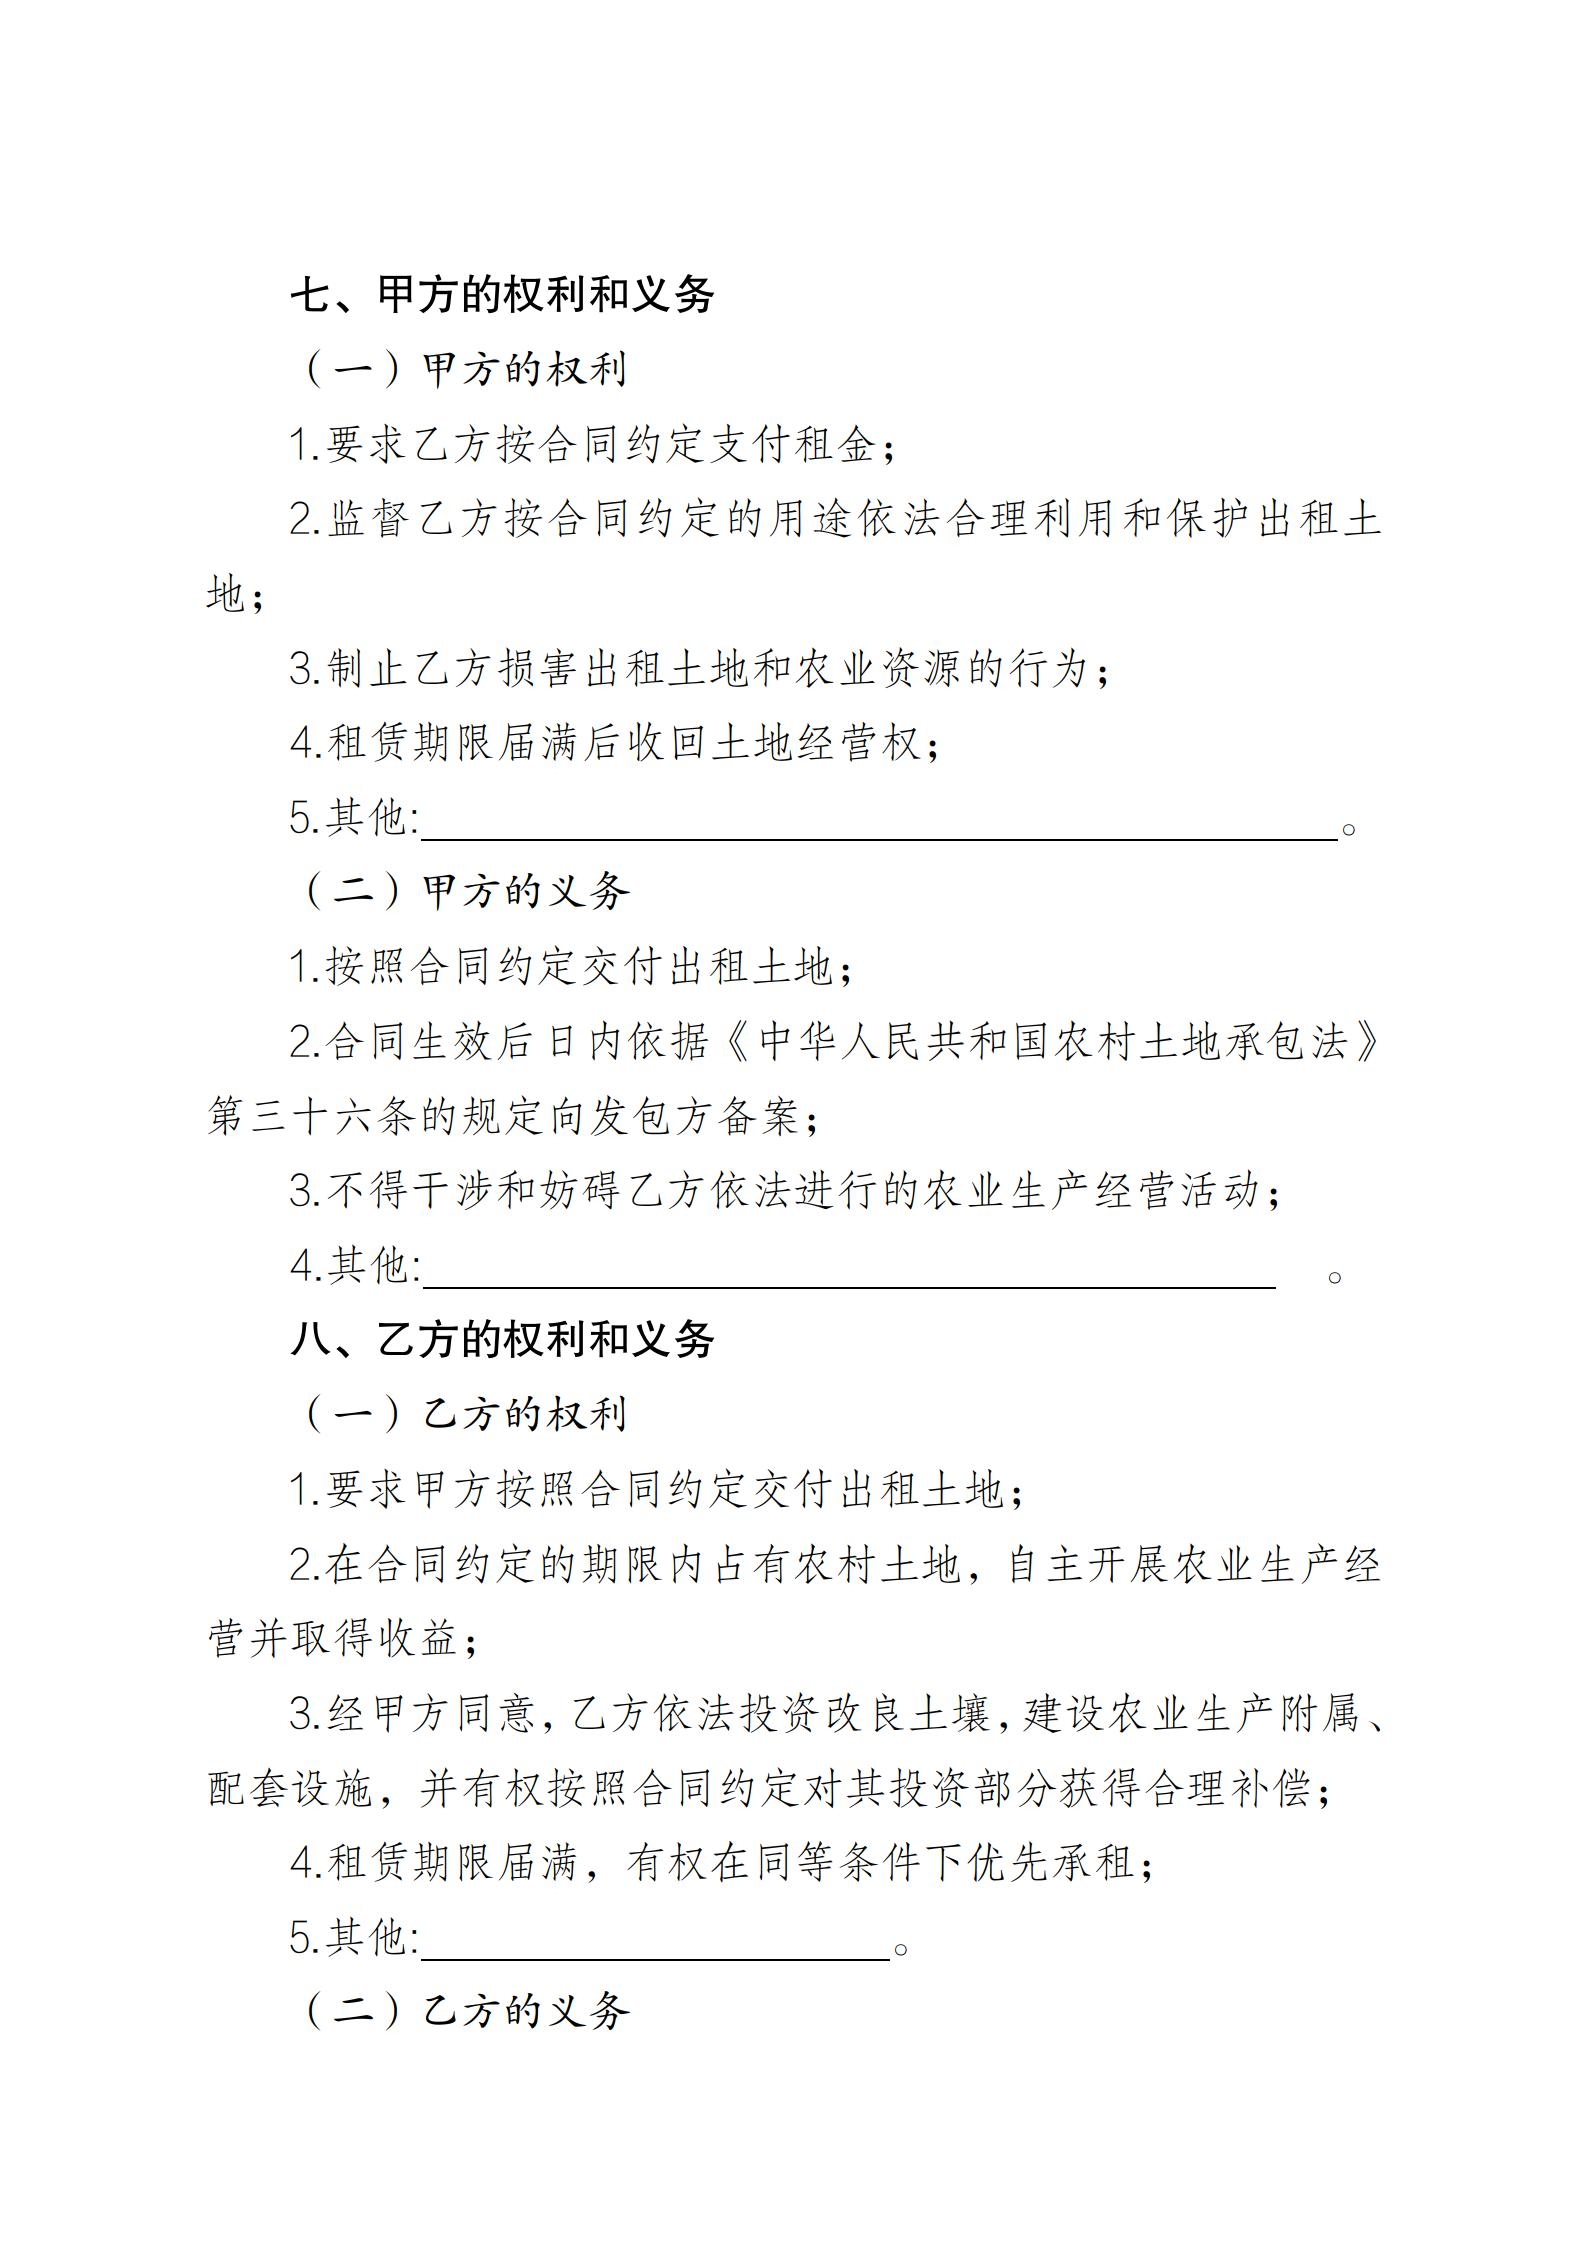 七、甲方的权利和义务
（一）甲方的权利
1.要求乙方按合同约定支付租金；
2.监督乙方按合同约定的用途依法合理利用和保护出租土
地；
3.制止乙方损害出租土地和农业资源的行为；
4.租赁期限届满后收回土地经营权；
5.其他:____________________。
（二）甲方的义务
1.按照合同约定交付出租土地；
2.合同生效后日内依据《中华人民共和国农村土地承包法》
第三十六条的规定向发包方备案；
3.不得干涉和妨碍乙方依法进行的农业生产经营活动；
4.其他:____________________ 。
八、乙方的权利和义务
（一）乙方的权利
1.要求甲方按照合同约定交付出租土地；
2.在合同约定的期限内占有农村土地，自主开展农业生产经
营并取得收益；
3.经甲方同意，乙方依法投资改良土壤，建设农业生产附属、
配套设施，并有权按照合同约定对其投资部分获得合理补偿；
4.租赁期限届满，有权在同等条件下优先承租；
5.其他:___________。
（二）乙方的义务